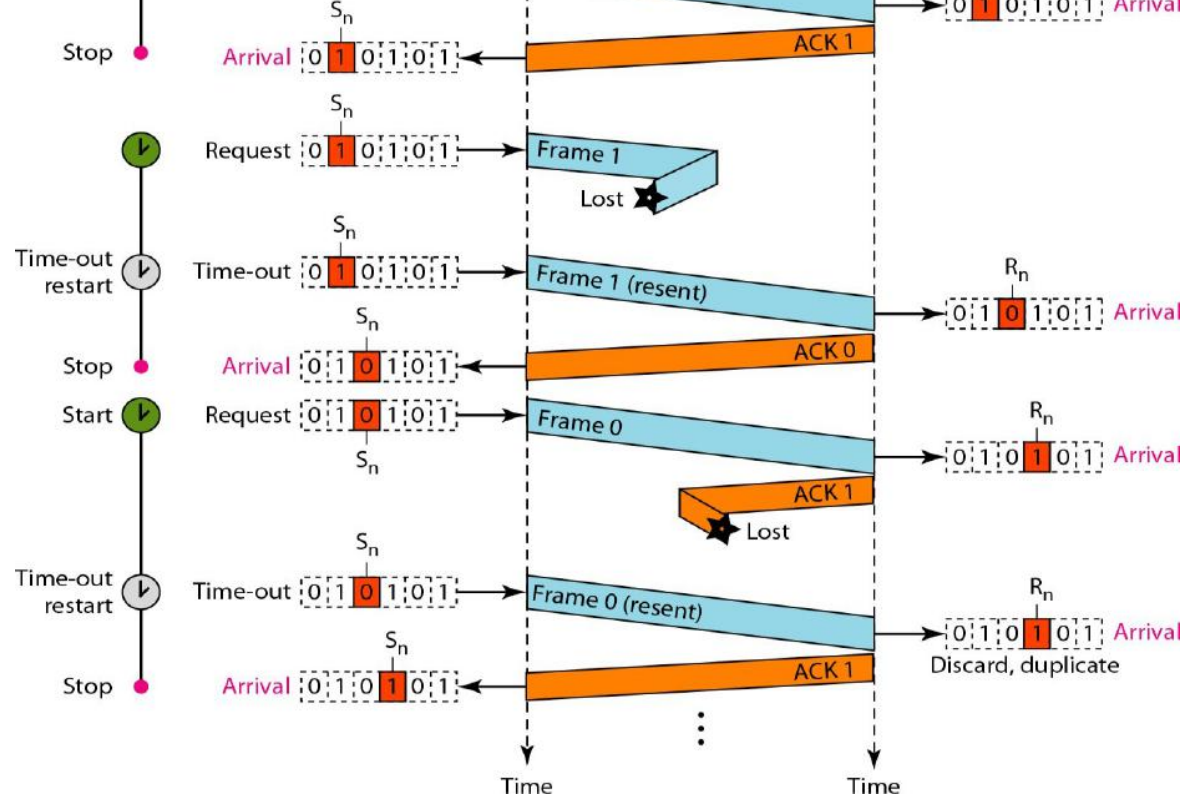 Sn
0 1 0 1 0 1 Arrival
Stop
Arrival 0 1 0 1 0 1
ACK 1
Sn
Request 0 1 0 1 0 1
Frame 1
Lost
Sn
Time-out
restart
Time-out 0 1 0 1 0 1
Frame 1 (resent)
Rn
0 1 0 1 0 1 Arrival
Sn
Stop
Arrival 0 1 0 1 0 1
ACK 0
Start
Request 0 1 0 1 0 1
Sn
Frame 0
Rn
0 1 0 1 0 1 Arrival
ACK 1
Lost
Sn
Time-out
restart
Time-out 0 1 0 1 0 1
Frame 0 (resent)
Rn
0 1 0 1 0 1 Arrival
Discard, duplicate
Sn
Stop
Arrival 0 1 0 1 0 1
ACK 1
Time
Time